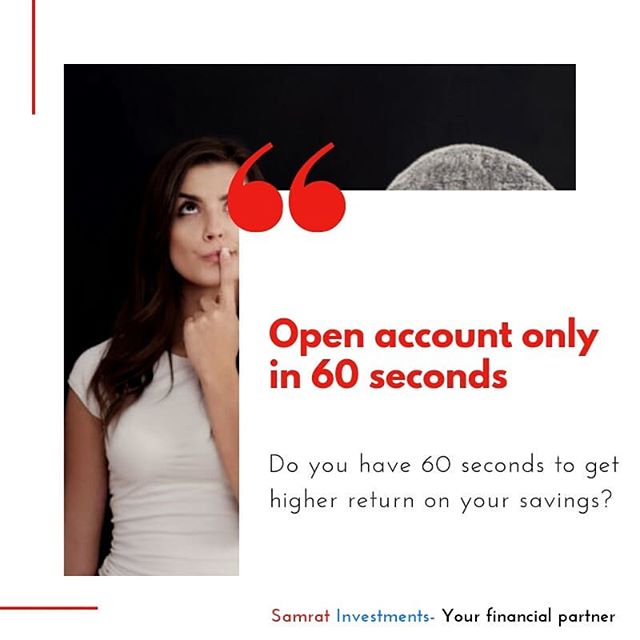 Open account only
in 60 seconds
Do you have 60 seconds to get
higher return on your savings?
Samrat Investments- Your financial partner